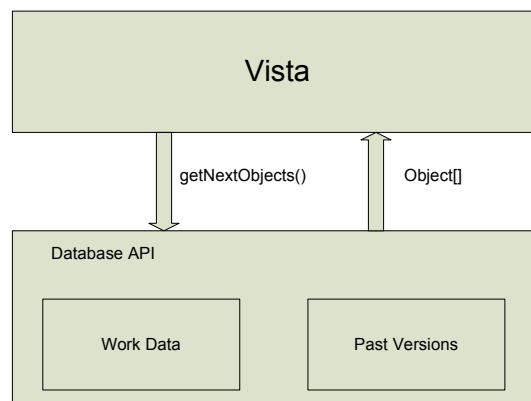 Vista
getNextObjects()
Object[]
Database API
Work Data
Past Versions